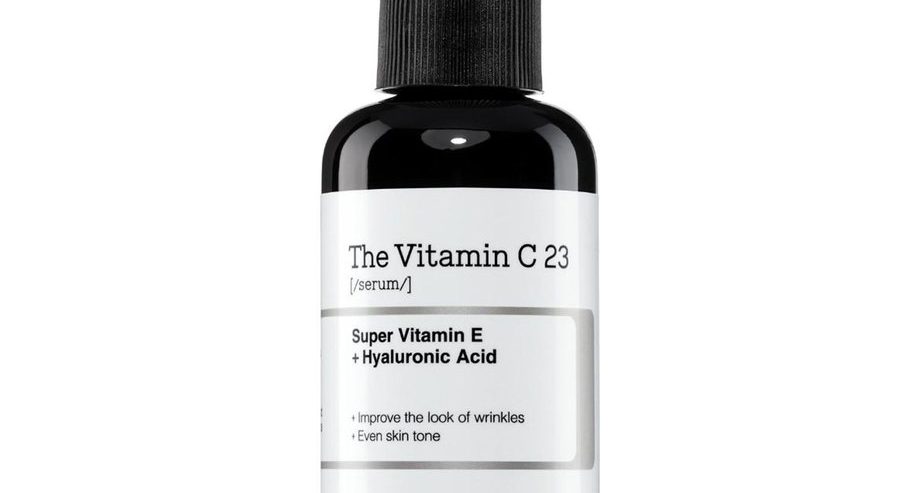 The Vitamin C 23
[/serum/]
Super Vitamin E
+ Hyaluronic Acid
+ Improve the look of wrinkles
+ Even skin tone